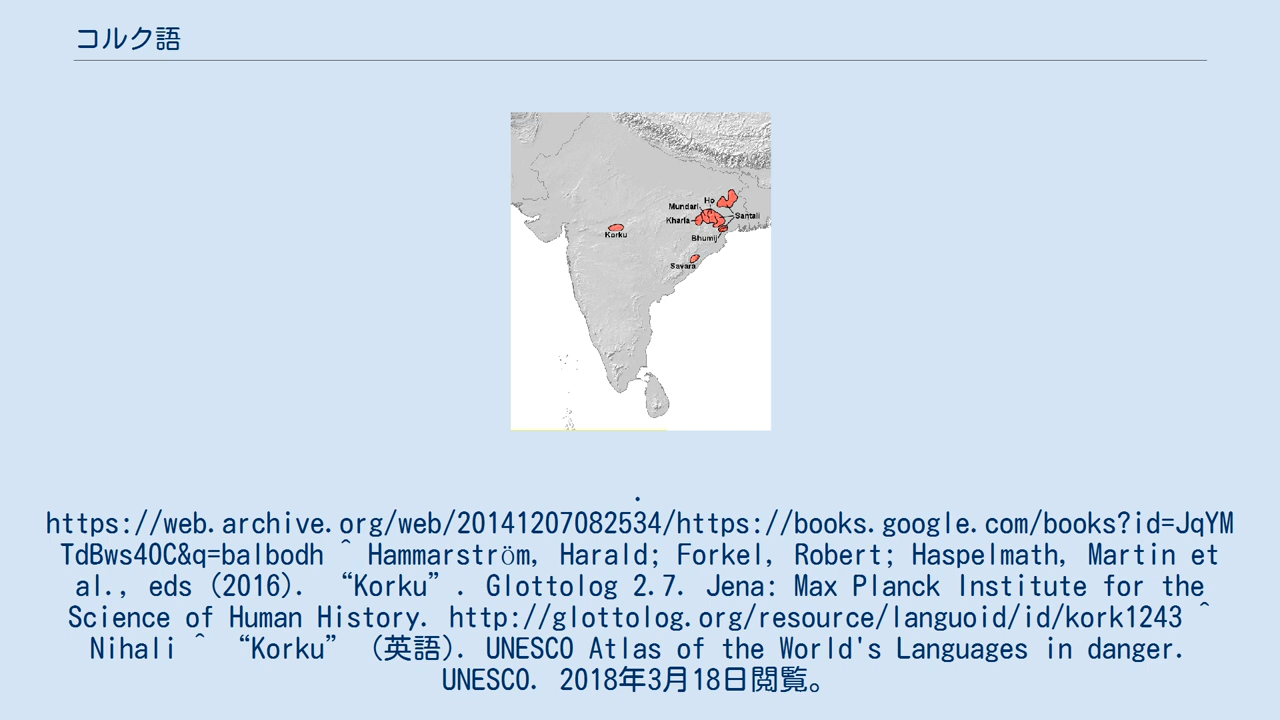 コルク語
Ho
Mundari
Santali
Kharia
Korku
Bhumij
Savara
.
https://web.archive.org/web/20141207082534/https://books.google.com/books?id=JqYM
TdBws4OC&q=balbodh ^ Hammarström, Harald; Forkel, Robert; Haspelmath, Martin et
al., eds (2016). “Korku”. Glottolog 2.7. Jena: Max Planck Institute for the
Science of Human History. http://glottolog.org/resource/languoid/id/kork1243 ^
Nihali ^ “Korku” (英語). UNESCO Atlas of the World's Languages in danger.
UNESCO. 2018年3月18日閲覧。